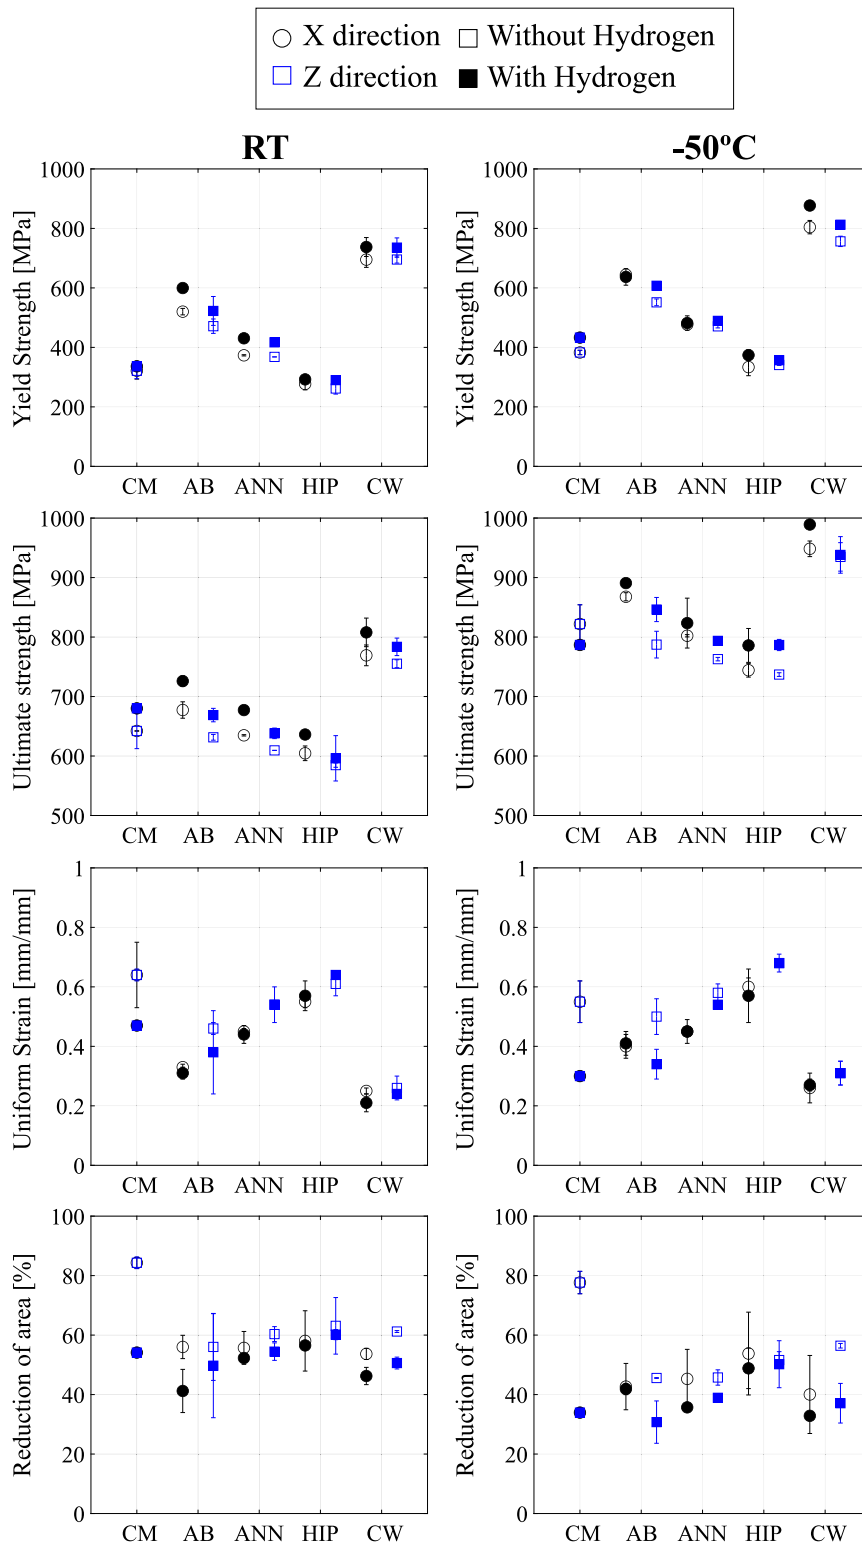 X direction Without Hydrogen
Z direction With Hydrogen
RT
-50ºC
Yield Strength [MPa]
1000
800
600
400
200
0
CM AB ANN HIP CW
Yield Strength [MPa]
1000
800
600
400
200
0
CM AB ANN HIP CW
Ultimate strength [MPa]
1000
900
800
700
600
500
CM AB ANN HIP CW
Ultimate strength [MPa]
1000
900
800
700
600
500
CM AB ANN HIP CW
Uniform Strain [mm/mm]
1
0.8
0.6
0.4
0.2
0
CM AB ANN HIP CW
Uniform Strain [mm/mm]
1
0.8
0.6
0.4
0.2
0
CM AB ANN HIP CW
Reduction of area [%]
100
80
60
40
20
0
CM AB ANN HIP CW
Reduction of area [%]
100
80
60
40
20
0
CM AB ANN HIP CW